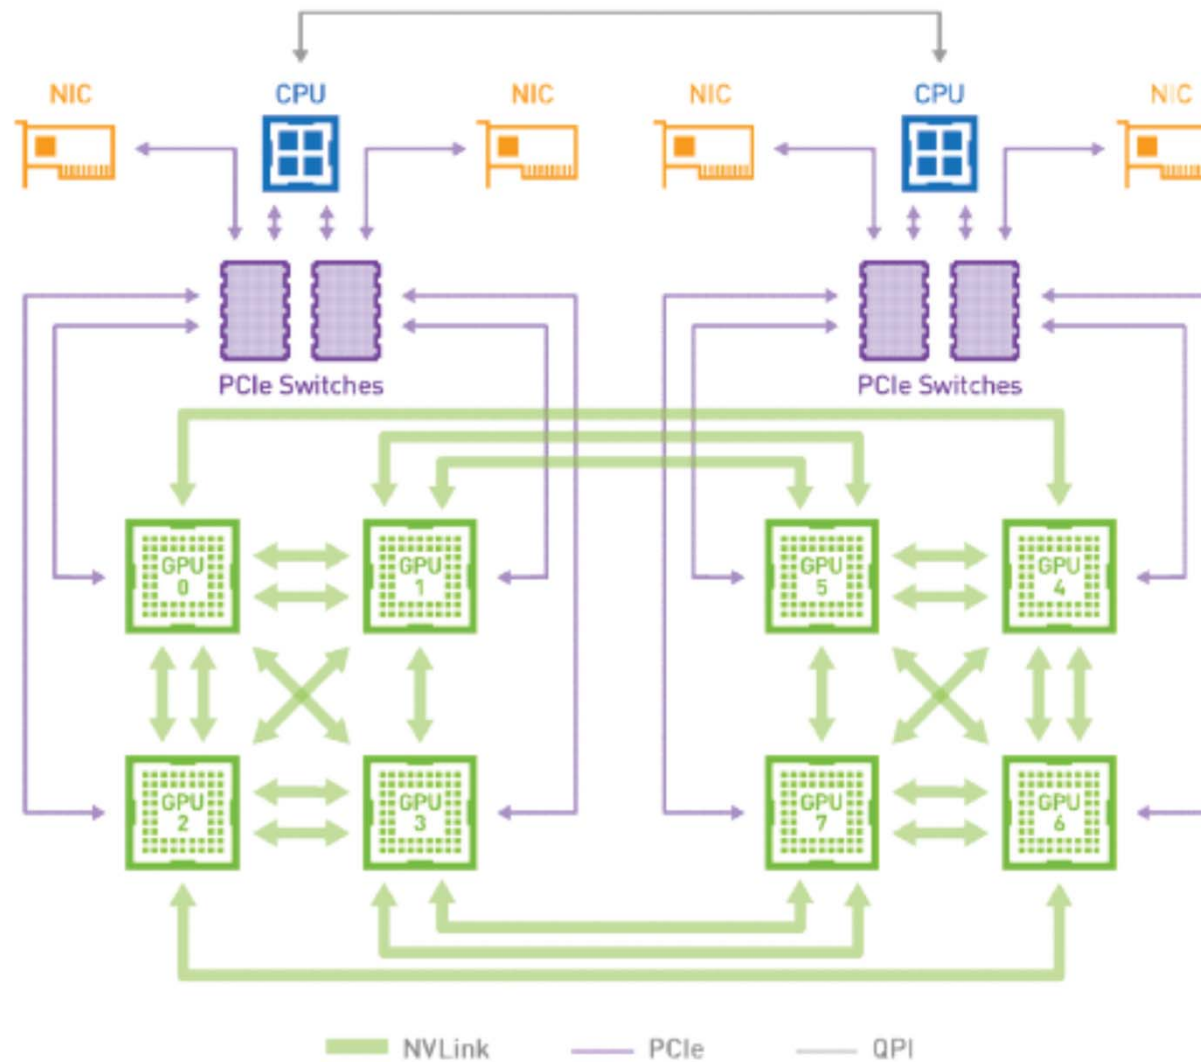 NIC CPU NIC NIC CPU NIC
PCIe Switches PCIe Switches
GPU GPU GPU GPU
0 1 5 4
GPU GPU GPU GPU
2 3 7 6
NVLink PCIe QPI